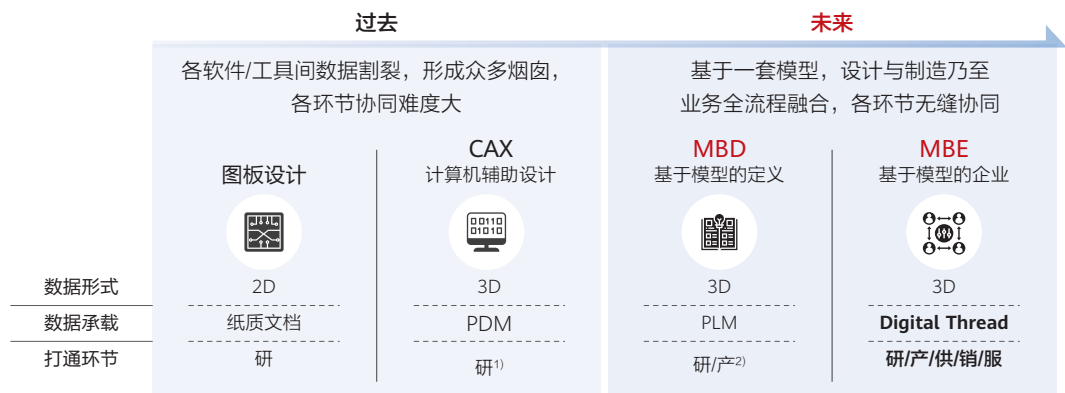 过去
未来
各软件/工具间数据割裂，形成众多烟囱，
各环节协同难度大
基于一套模型，设计与制造乃至
业务全流程融合，各环节无缝协同
图板设计
CAX
计算机辅助设计
MBD
基于模型的定义
MBE
基于模型的企业
00110
01010
数据形式 2D 3D 3D 3D
数据承载 纸质文档 PDM PLM Digital Thread
打通环节 研 研1) 研/产2) 研/产/供/销/服